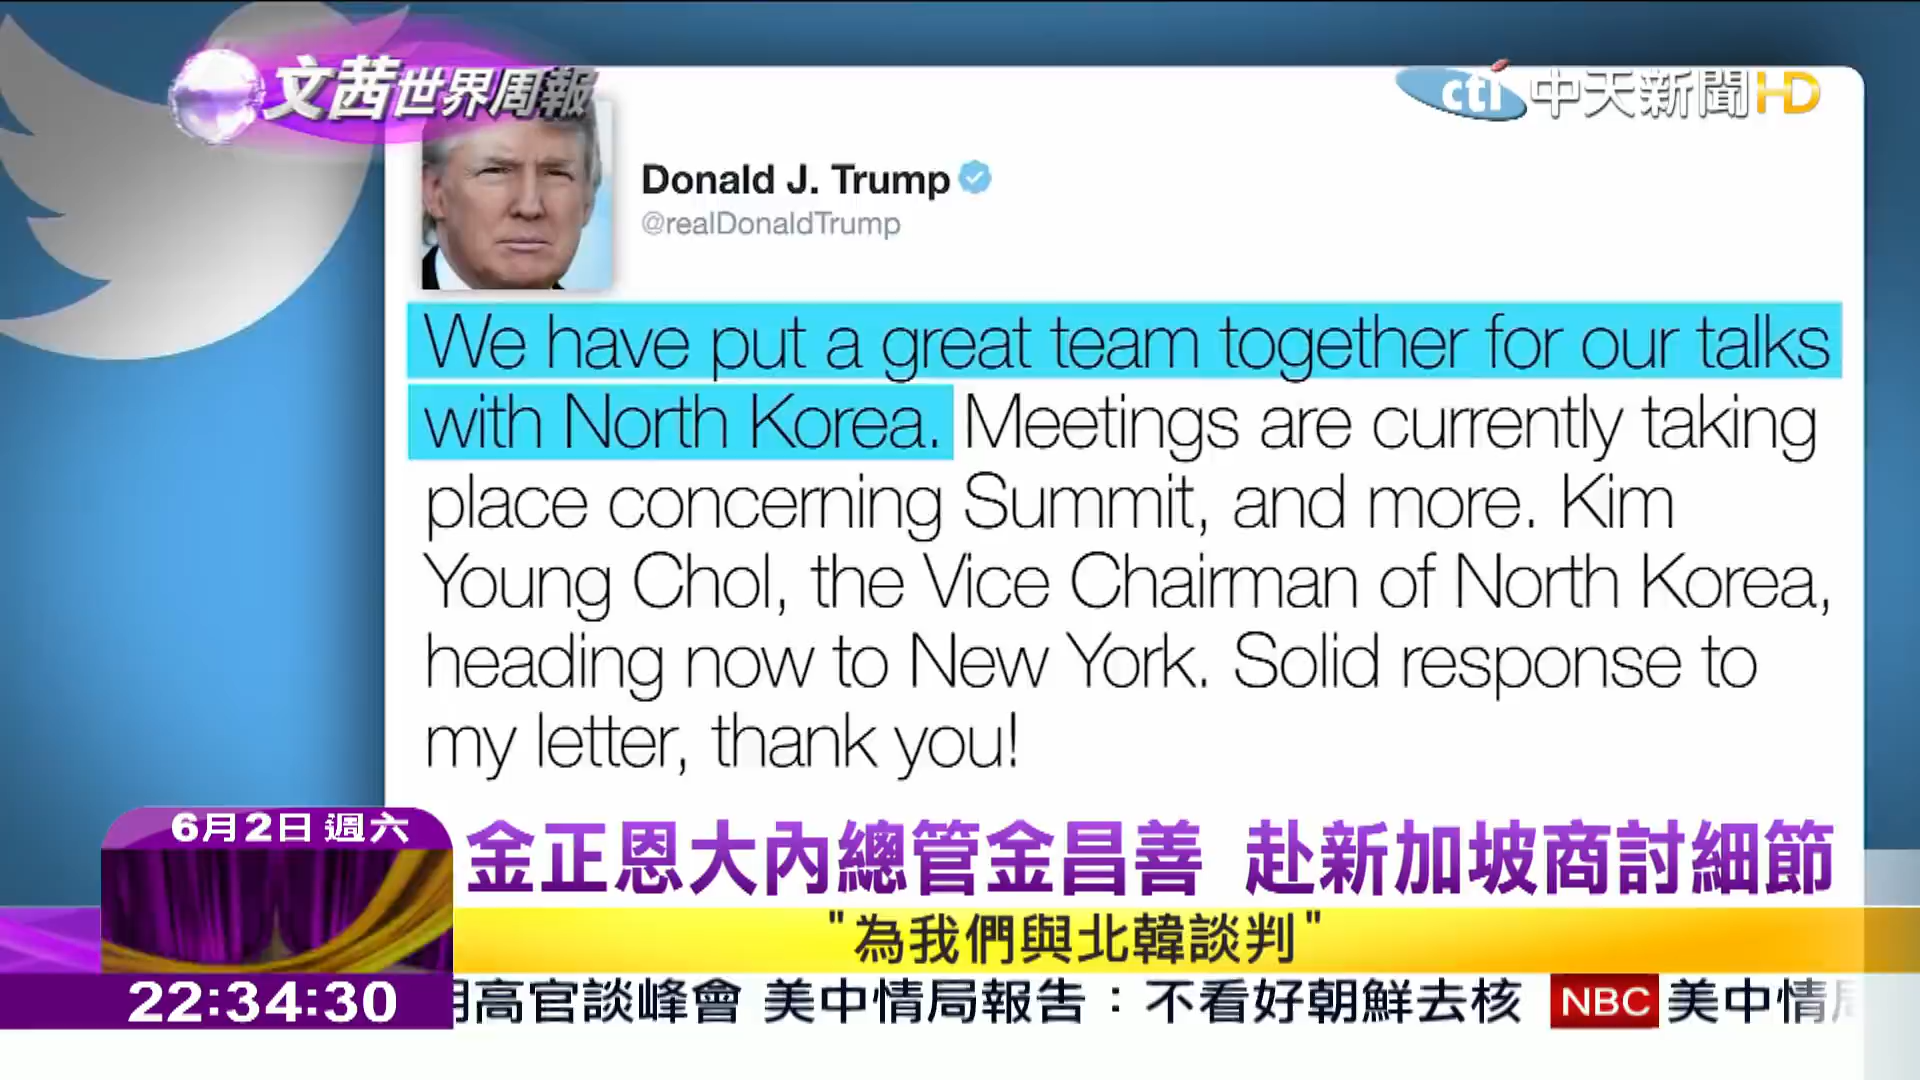 文茜世界周報
cti 中天新聞HD
Donald J. Trump
@realDonaldTrump
We have put a great team together for our talks
with North Korea. Meetings are currently taking
place concerning Summit, and more. Kim
Young Chol, the Vice Chairman of North Korea,
heading now to New York. Solid response to
my letter, thank you!
6月2日 週六
金正恩大內總管金昌善 赴新加坡商討細節
"為我們與北韓談判"
22:34:30
高官談峰會 美中情局報告：不看好朝鮮去核 NBC 美中情